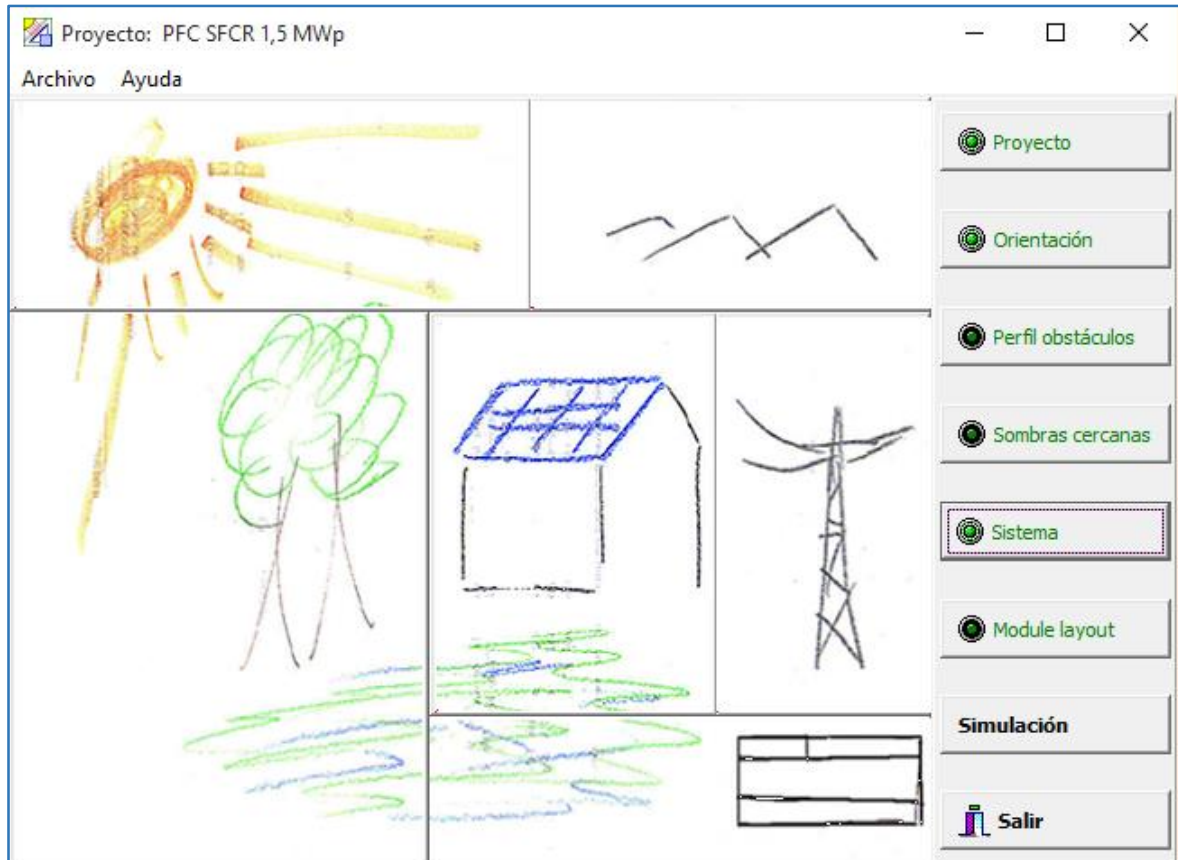 Proyecto: PFC SFCR 1,5 MWp
Archivo Ayuda
Proyecto
Orientación
Perfil obstáculos
Sombras cercanas
Sistema
Module layout
Simulación
Salir